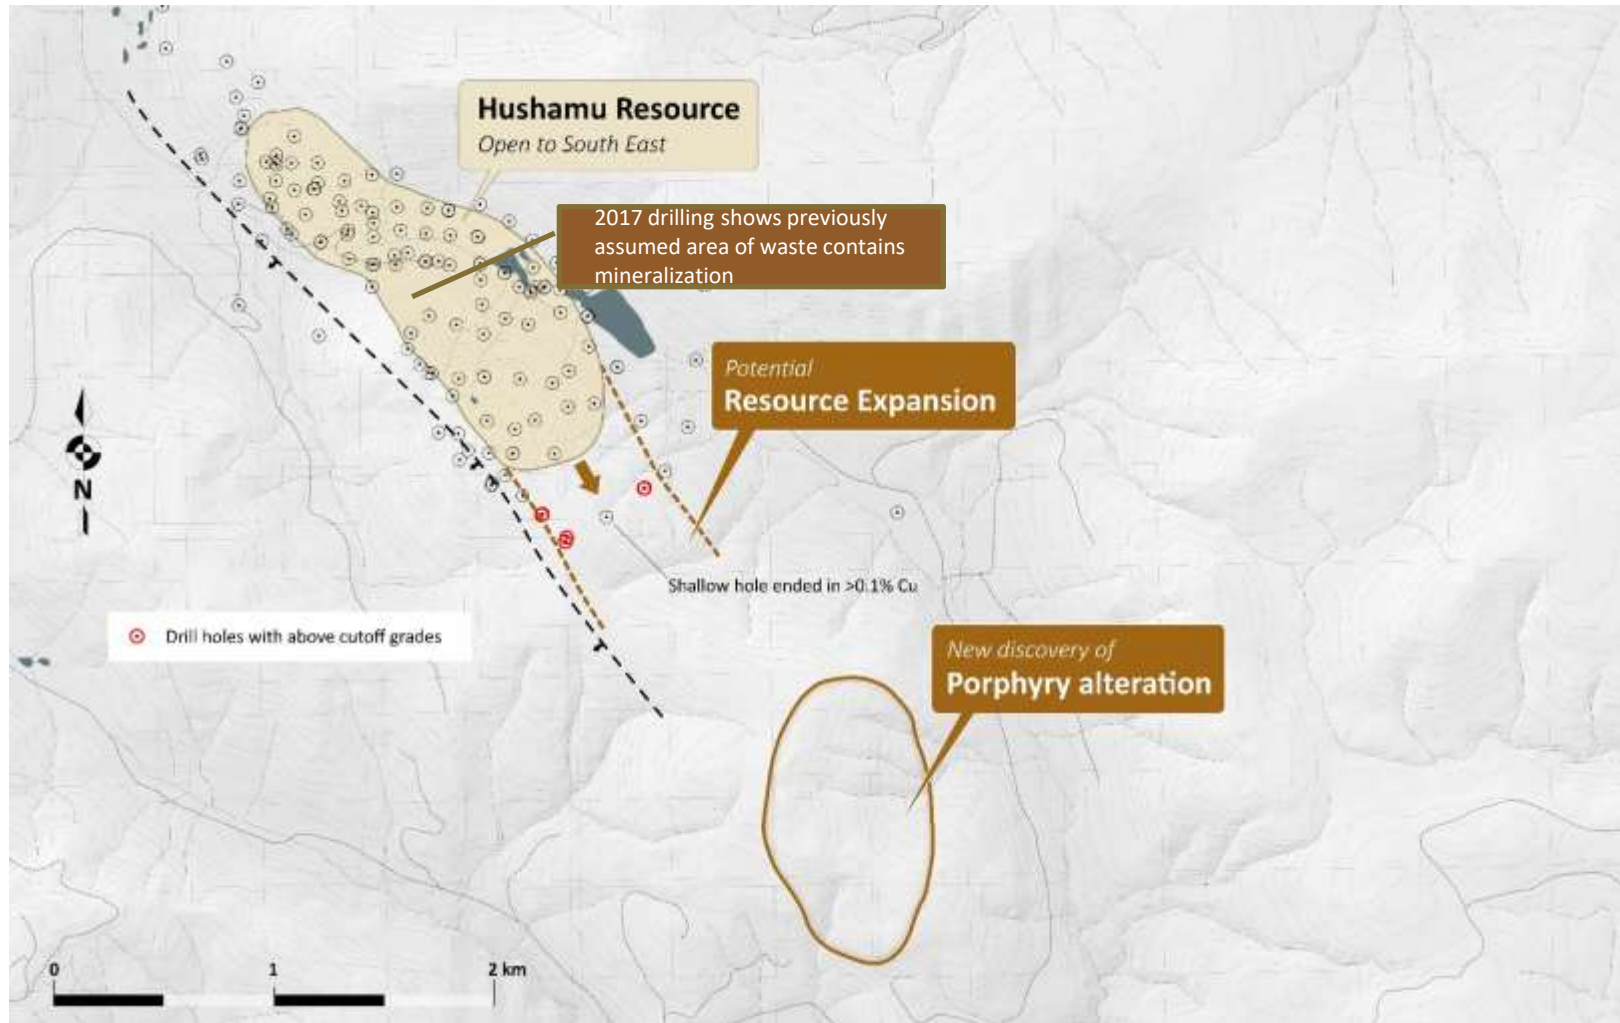 Hushamu Resource
Open to South East
2017 drilling shows previously
assumed area of waste contains
mineralization
Potential
Resource Expansion
N
Shallow hole ended in >0.1% Cu
Drill holes with above cutoff grades
New discovery of
Porphyry alteration
0 1 2 km